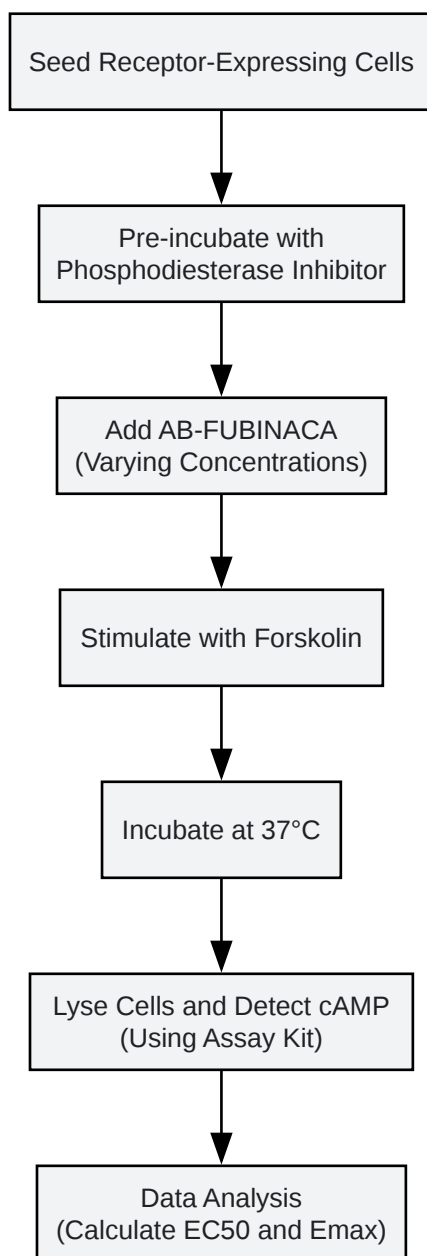 Seed Receptor-Expressing Cells
Pre-incubate with
Phosphodiesterase Inhibitor
Add AB-FUBINACA
(Varying Concentrations)
Stimulate with Forskolin
Incubate at 37°C
Lyse Cells and Detect cAMP
(Using Assay Kit)
Data Analysis
(Calculate EC50 and Emax)